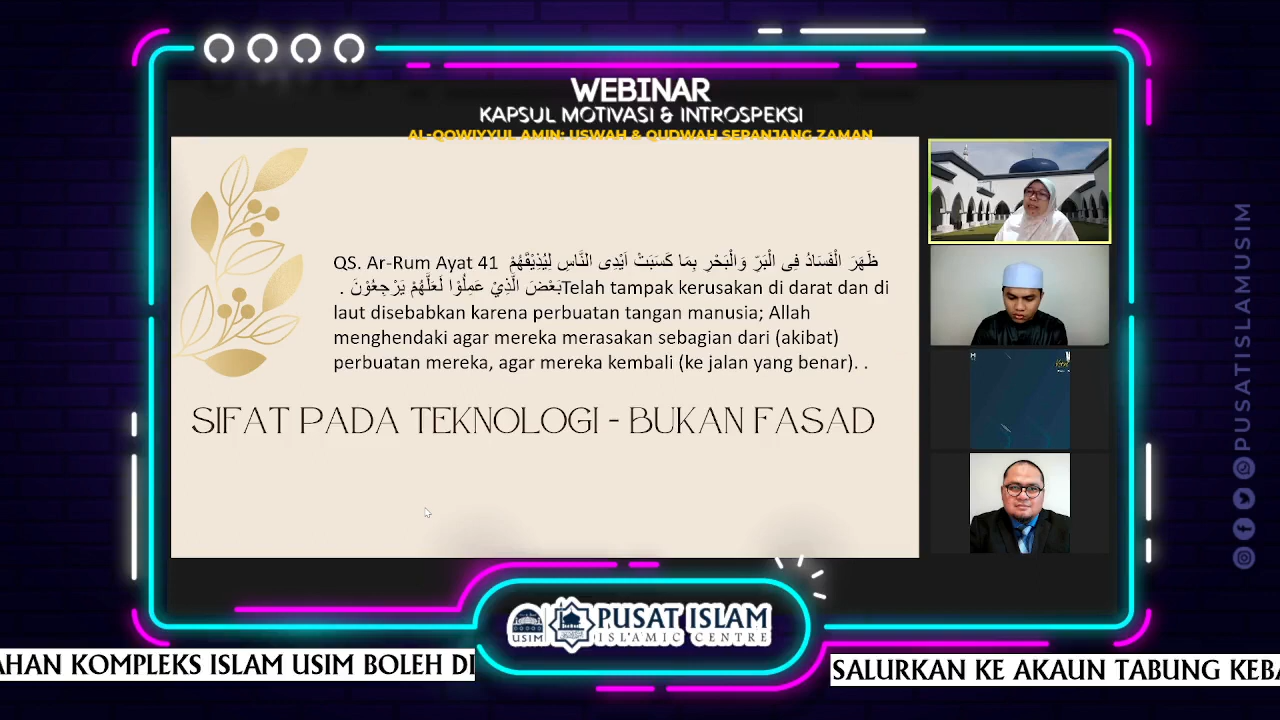 WEBINAR
KAPSUL MOTIVASI & INTROSPEKSI
AL-QOWIYYUL AMIN: USWAH & QUDWAH SEPANJANG ZAMAN
QS. Ar-Rum Ayat 41 ظَهَرَ الْفَسَادُ فِى الْبَرِّ وَالْبَحْرِ بِمَا كَسَبَتْ اَيْدِى النَّاسِ لِيُذِيْقَهُمْ
بَعْضَ الَّذِيْ عَمِلُوْا لَعَلَّهُمْ يَرْجِعُوْنَ . Telah tampak kerusakan di darat dan di
laut disebabkan karena perbuatan tangan manusia; Allah
menghendaki agar mereka merasakan sebagian dari (akibat)
perbuatan mereka, agar mereka kembali (ke jalan yang benar). .
SIFAT PADA TEKNOLOGI - BUKAN FASAD
PUSATISLAMUSIM
USIM
PUSAT ISLAM
ISLAMIC CENTRE
AHAN KOMPLEKS ISLAM USIM BOLEH DI
SALURKAN KE AKAUN TABUNG KEBA